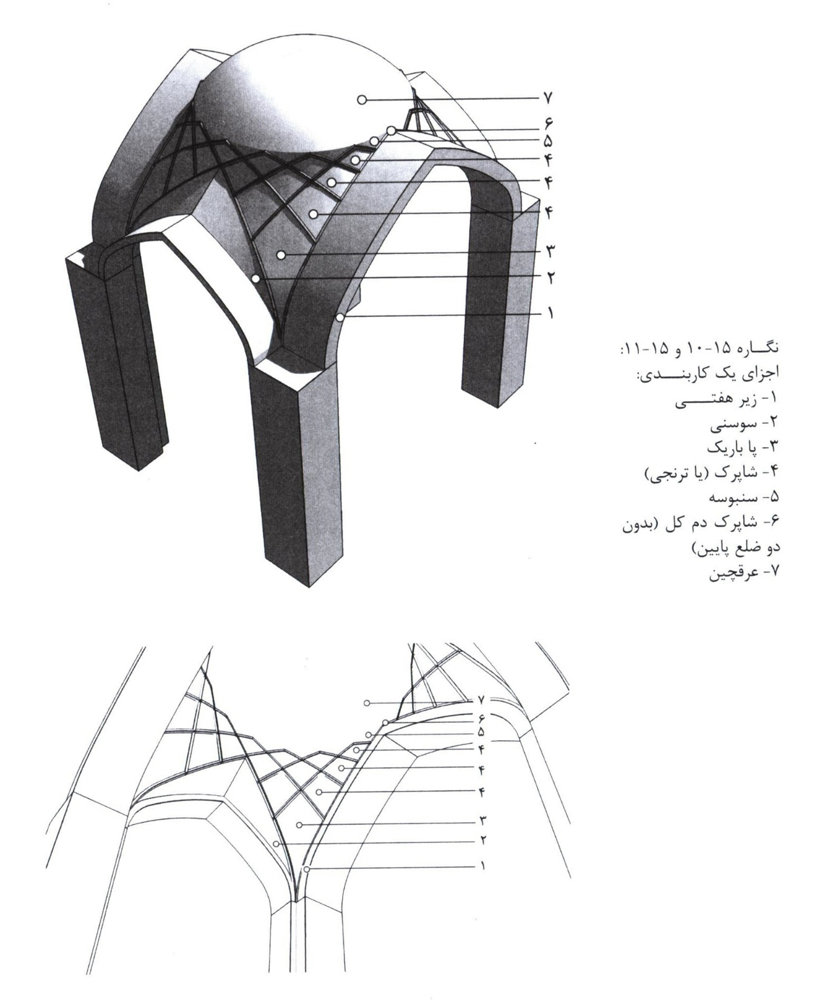 ۷
۶
۵
۴
۴
۴
۳
۲
۱
نگاره ۱۵-۱۰ و ۱۵-۱۱:
اجزای یک کاربندی:
۱- زیر هفتی
۲- سوسنی
۳- پا باریک
۴- شاپرک (یا ترنجی)
۵- سنبوسه
۶- شاپرک دم کل (بدون
دو ضلع پایین)
۷- عرقچین
۷
۶
۵
۴
۴
۴
۳
۲
۱